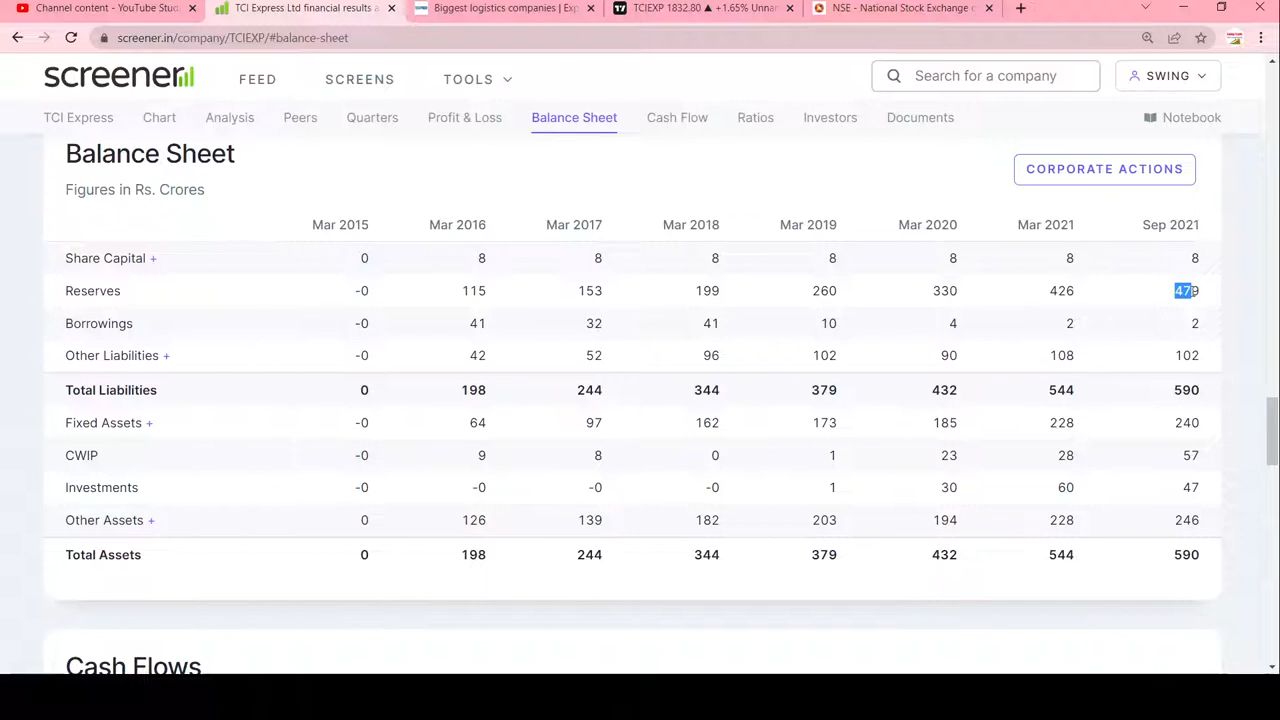 Channel content - YouTube Stud
TCI Express Ltd financial results a
Biggest logistics companies | Exp
TCIEXP 1832.80 ▲ +1.65% Unnar
NSE - National Stock Exchange o
screener.in/company/TCIEXP/#balance-sheet
screener
FEED SCREENS TOOLS
Search for a company
SWING
TCI Express Chart Analysis Peers Quarters Profit & Loss Balance Sheet Cash Flow Ratios Investors Documents Notebook
Balance Sheet
CORPORATE ACTIONS
Figures in Rs. Crores
Mar 2015 Mar 2016 Mar 2017 Mar 2018 Mar 2019 Mar 2020 Mar 2021 Sep 2021
Share Capital + 0 8 8 8 8 8 8 8
Reserves -0 115 153 199 260 330 426 479
Borrowings -0 41 32 41 10 4 2 2
Other Liabilities + -0 42 52 96 102 90 108 102
Total Liabilities 0 198 244 344 379 432 544 590
Fixed Assets + -0 64 97 162 173 185 228 240
CWIP -0 9 8 0 1 23 28 57
Investments -0 -0 -0 -0 1 30 60 47
Other Assets + 0 126 139 182 203 194 228 246
Total Assets 0 198 244 344 379 432 544 590
Cash Flows